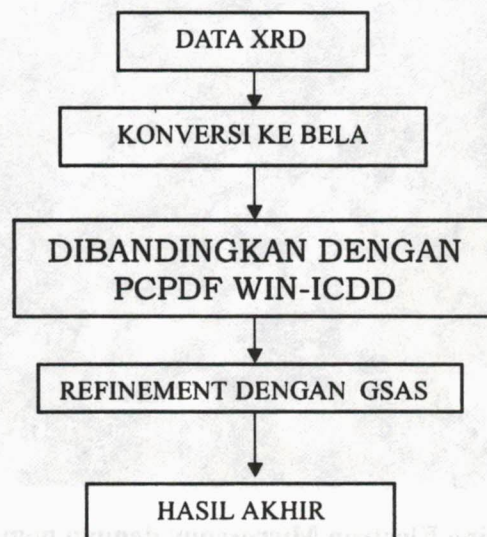 DATA XRD
KONVERSI KE BELA
DIBANDINGKAN DENGAN
PCPDF WIN-ICDD
REFINEMENT DENGAN GSAS
HASIL AKHIR